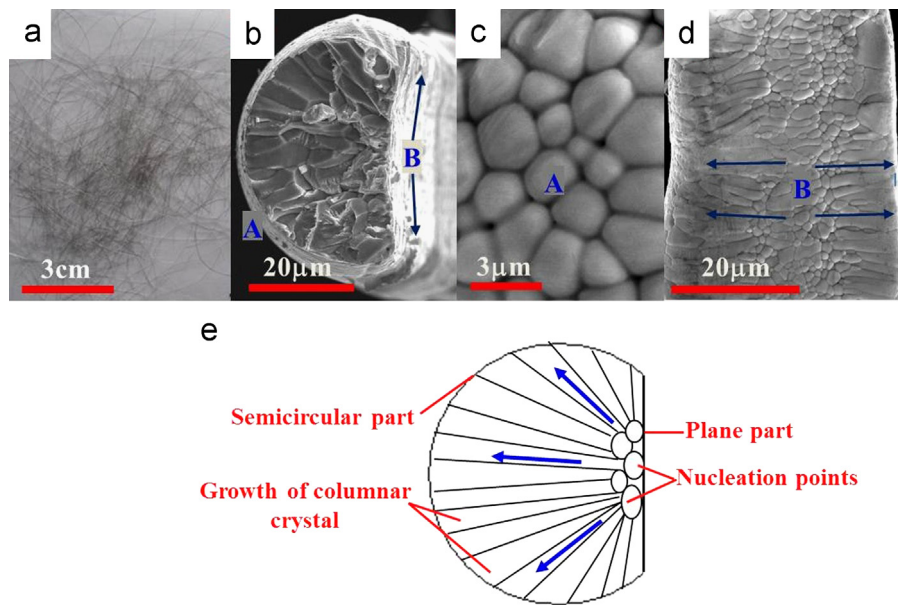 a
b
c
d
A
B
A
B
3cm
20μm
3μm
20μm
e
Semicircular part
Plane part
Nucleation points
Growth of columnar
crystal